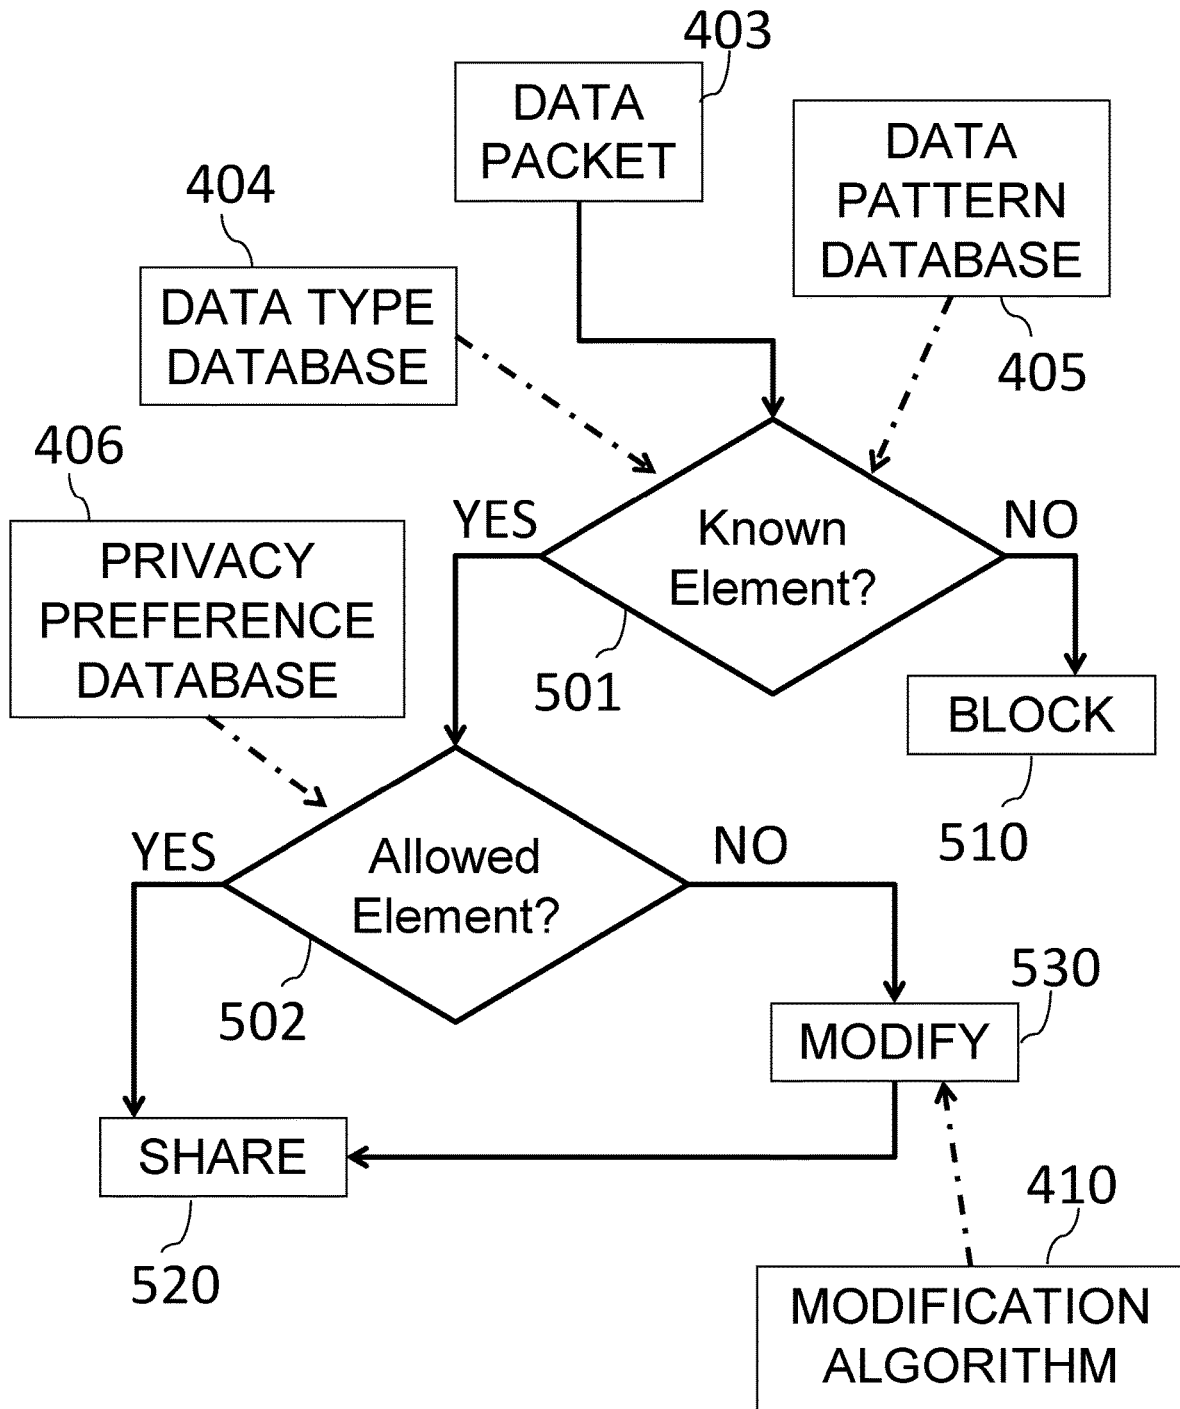 403
DATA
PACKET
DATA
PATTERN
DATABASE
404
DATA TYPE
DATABASE
405
406
YES
NO
Known
Element?
PRIVACY
PREFERENCE
DATABASE
501
BLOCK
510
YES
NO
Allowed
Element?
530
502
MODIFY
SHARE
410
520
MODIFICATION
ALGORITHM